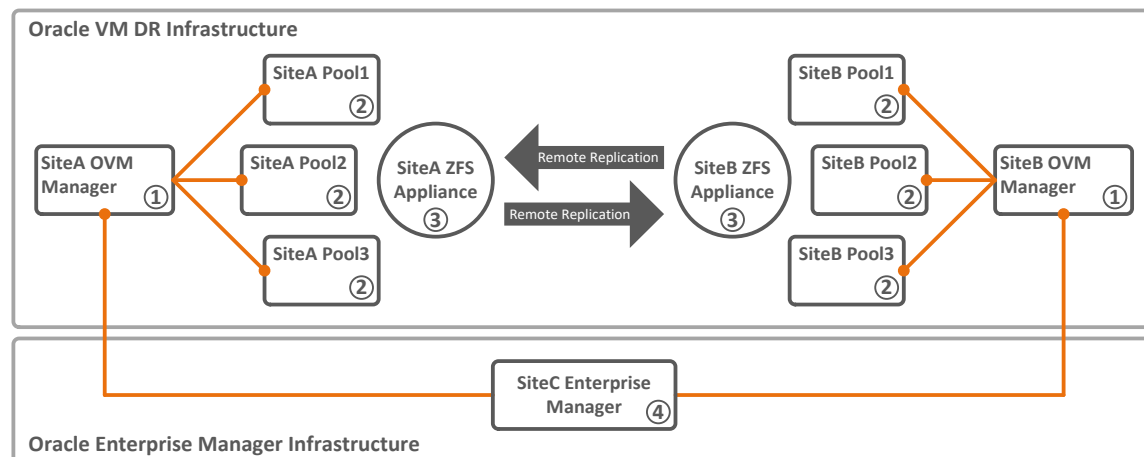 Oracle VM DR Infrastructure
SiteA Pool1
②
SiteA OVM
Manager
①
SiteA Pool2
②
SiteA Pool3
②
SiteA ZFS
Appliance
③
Remote Replication
Remote Replication
SiteB ZFS
Appliance
③
SiteB Pool1
②
SiteB Pool2
②
SiteB Pool3
②
SiteB OVM
Manager
①
SiteC Enterprise
Manager
④
Oracle Enterprise Manager Infrastructure